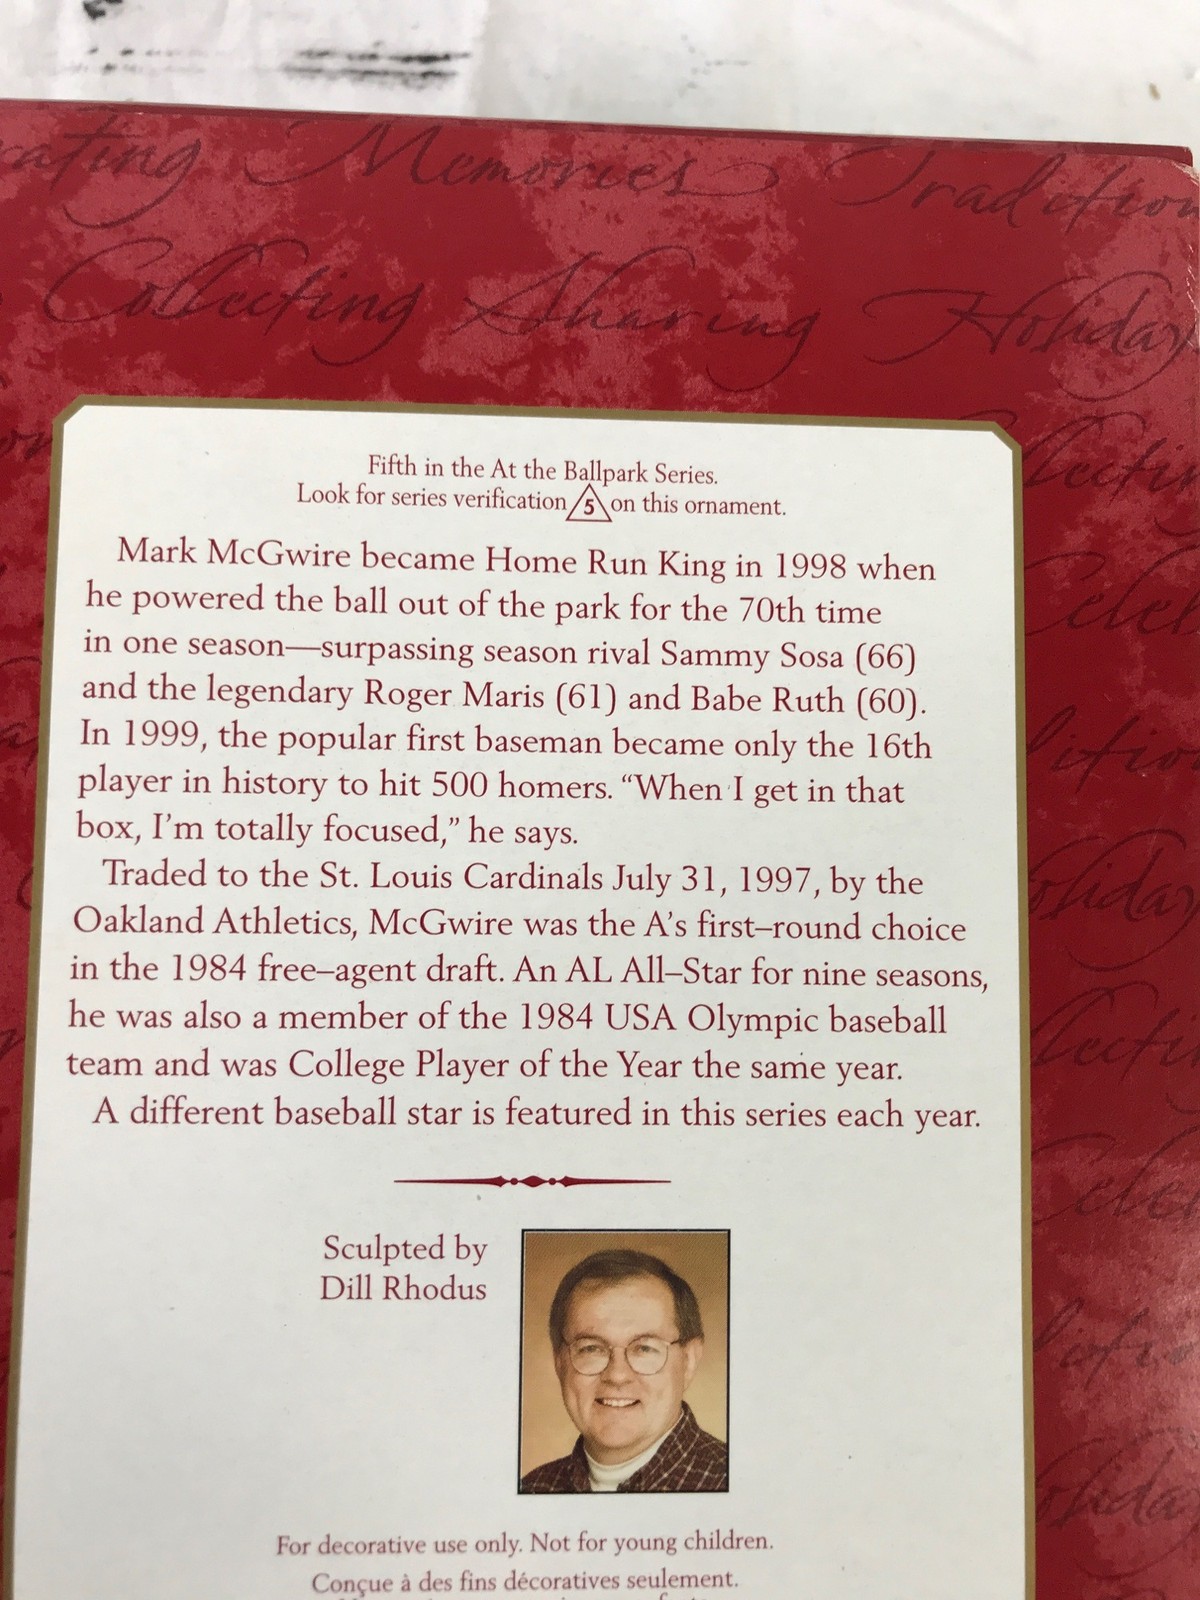 rating Memories Tradition
Collecting Sharing Holiday
Fifth in the At the Ballpark Series.
Look for series verification 5 on this ornament.
Mark McGwire became Home Run King in 1998 when
he powered the ball out of the park for the 70th time
in one season—surpassing season rival Sammy Sosa (66)
and the legendary Roger Maris (61) and Babe Ruth (60).
In 1999, the popular first baseman became only the 16th
player in history to hit 500 homers. “When I get in that
box, I’m totally focused,” he says.
Traded to the St. Louis Cardinals July 31, 1997, by the
Oakland Athletics, McGwire was the A’s first–round choice
in the 1984 free–agent draft. An AL All–Star for nine seasons,
he was also a member of the 1984 USA Olympic baseball
team and was College Player of the Year the same year.
A different baseball star is featured in this series each year.
Sculpted by
Dill Rhodus
For decorative use only. Not for young children.
Conçue à des fins décoratives seulement.